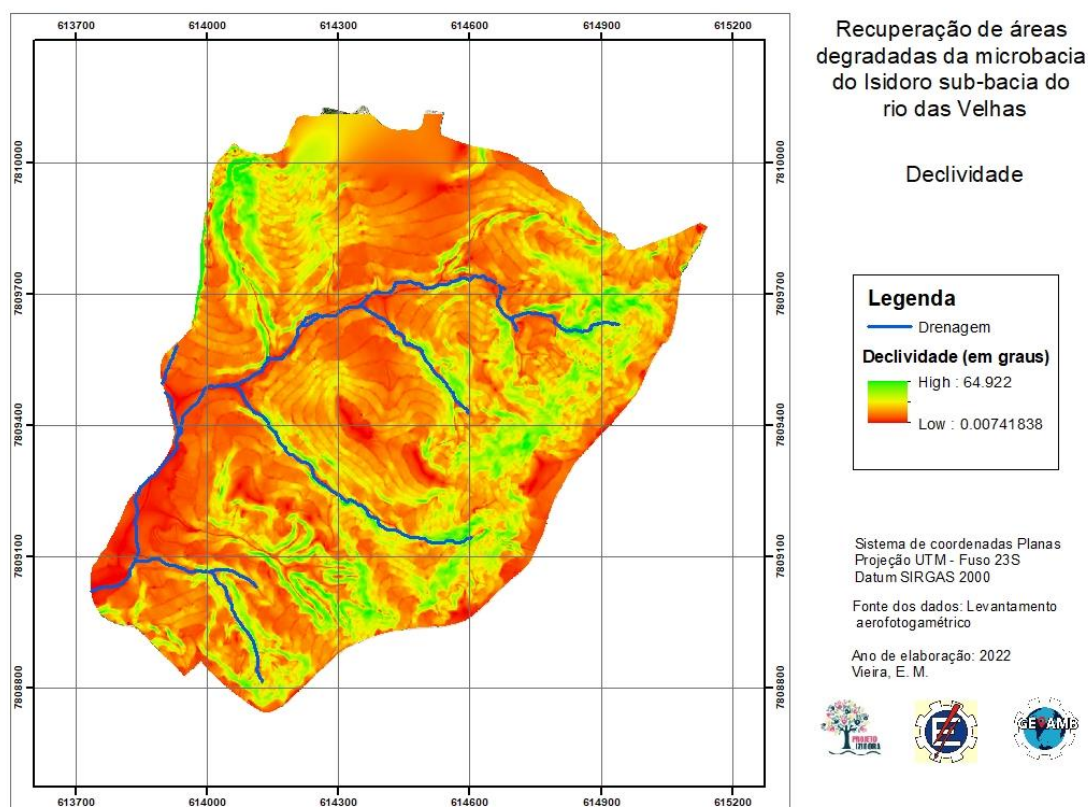 613700 614000 614300 614600 614900 615200
7810000 7810000
7809700 7809700
7809400 7809400
7809100 7809100
7808800 7808800
613700 614000 614300 614600 614900 615200
Recuperação de áreas
degradadas da microbacia
do Isidoro sub-bacia do
rio das Velhas
Declividade
Legenda
Drenagem
Declividade (em graus)
High : 64.922
Low : 0.00741838
Sistema de coordenadas Planas
Projeção UTM - Fuso 23S
Datum SIRGAS 2000
Fonte dos dados: Levantamento
aerofotogamétrico
Ano de elaboração: 2022
Vieira, E. M.
PROJETO
IZIDORA
E
GEOAMB